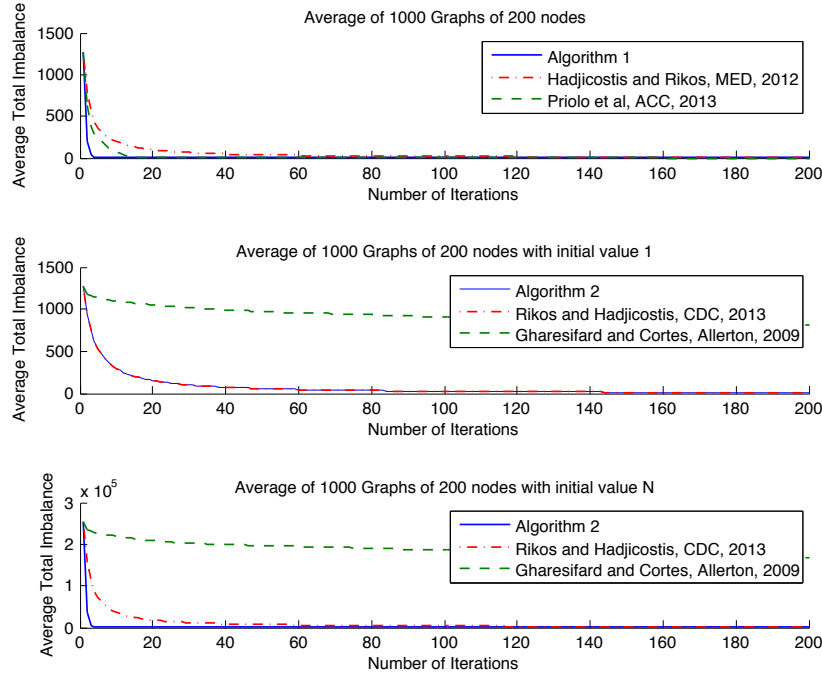 Average of 1000 Graphs of 200 nodes
Average Total Imbalance
1500
1000
500
0
Algorithm 1
Hadjicostis and Rikos, MED, 2012
Priolo et al, ACC, 2013
0 20 40 60 80 100 120 140 160 180 200
Number of Iterations
Average of 1000 Graphs of 200 nodes with initial value 1
Average Total Imbalance
1500
1000
500
0
Algorithm 2
Rikos and Hadjicostis, CDC, 2013
Gharesifard and Cortes, Allerton, 2009
0 20 40 60 80 100 120 140 160 180 200
Number of Iterations
Average of 1000 Graphs of 200 nodes with initial value N
Average Total Imbalance
x 10^5
3
2
1
0
Algorithm 2
Rikos and Hadjicostis, CDC, 2013
Gharesifard and Cortes, Allerton, 2009
0 20 40 60 80 100 120 140 160 180 200
Number of Iterations